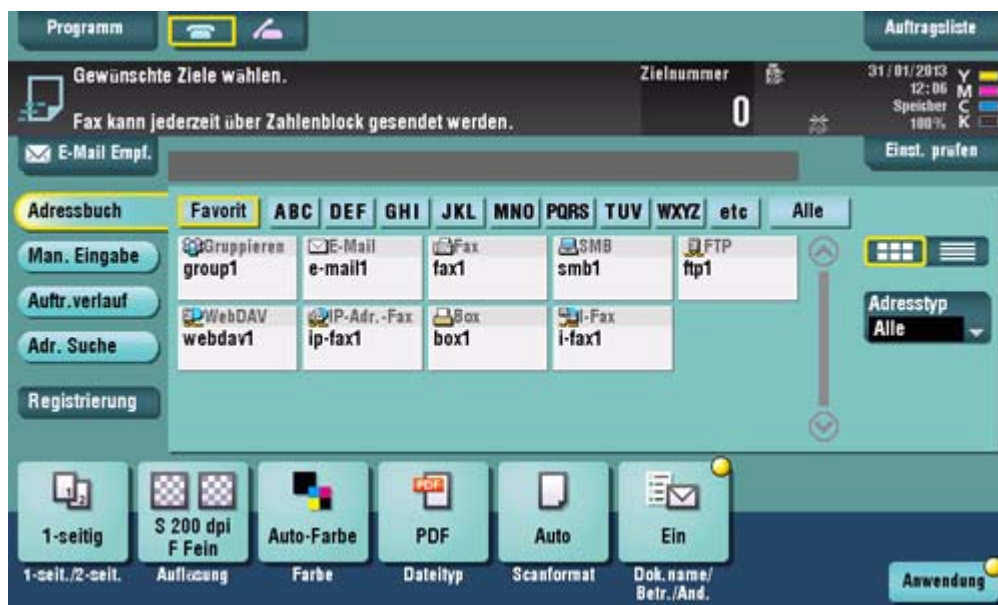 Programm
Auftragsliste
Gewünschte Ziele wählen.
Zielnummer
31/01/2013
12:06
Speicher
100%
Y
M
C
K
0
Fax kann jederzeit über Zahlenblock gesendet werden.
E-Mail Empf.
Einst. prüfen
Adressbuch
Favorit ABC DEF GHI JKL MNO PQRS TUV WXYZ etc Alle
Man. Eingabe
Gruppieren E-Mail Fax SMB FTP
group1 e-mail1 fax1 smb1 ftp1
Auftr.verlauf
Adresstyp
Alle
WebDAV IP-Adr.-Fax Box I-Fax
webdav1 ip-fax1 box1 i-fax1
Adr. Suche
Registrierung
1 2
PDF
1-seitig
S 200 dpi
F Fein
Auto-Farbe
PDF
Auto
Ein
1-seit./2-seit.
Auflösung
Farbe
Dateityp
Scanformat
Dok.name/
Betr./And.
Anwendung